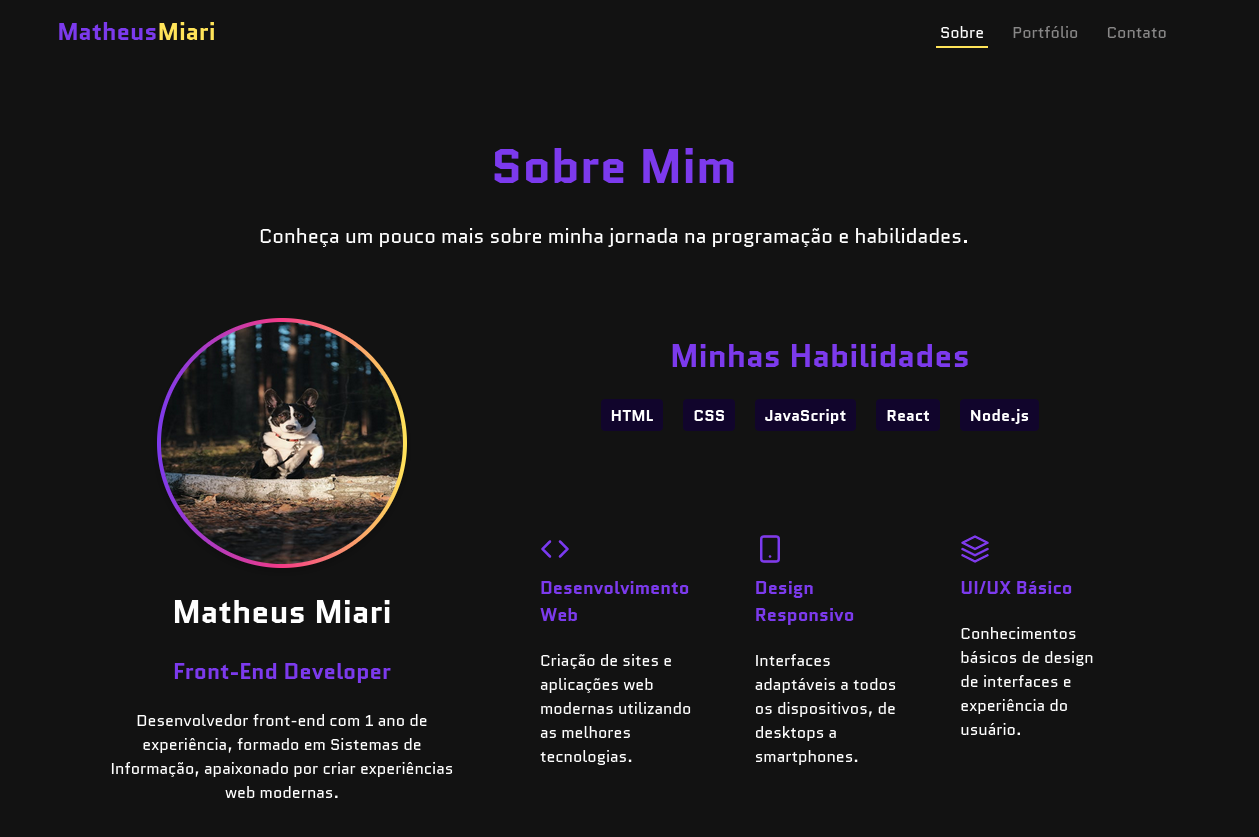 MatheusMiari
Sobre
Portfólio
Contato
Sobre Mim
Conheça um pouco mais sobre minha jornada na programação e habilidades.
Matheus Miari
Front-End Developer
Desenvolvedor front-end com 1 ano de
experiência, formado em Sistemas de
Informação, apaixonado por criar experiências
web modernas.
Minhas Habilidades
HTML
CSS
JavaScript
React
Node.js
Desenvolvimento
Web
Criação de sites e
aplicações web
modernas utilizando
as melhores
tecnologias.
Design
Responsivo
Interfaces
adaptáveis a todos
os dispositivos, de
desktops a
smartphones.
UI/UX Básico
Conhecimentos
básicos de design
de interfaces e
experiência do
usuário.